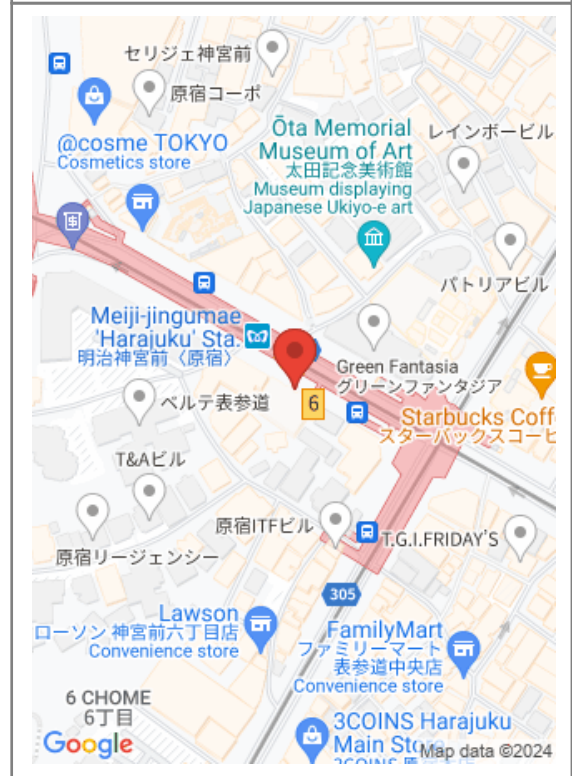 セリジェ神宮前
原宿コーポ
@cosme TOKYO
Cosmetics store
Ōta Memorial
Museum of Art
太田記念美術館
Museum displaying
Japanese Ukiyo-e art
レインボービル
パトリアビル
Meiji-jingumae
'Harajuku' Sta.
明治神宮前〈原宿〉
Green Fantasia
グリーンファンタジア
6
ベルテ表参道
Starbucks Coff
スターバックスコーヒ
T&Aビル
原宿ITFビル
T.G.I.FRIDAY'S
原宿リージェンシー
305
Lawson
ローソン 神宮前六丁目店
Convenience store
FamilyMart
ファミリーマート
表参道中央店
Convenience store
6 CHOME
6丁目
3COINS Harajuku
Main Store
Google
Map data ©2024